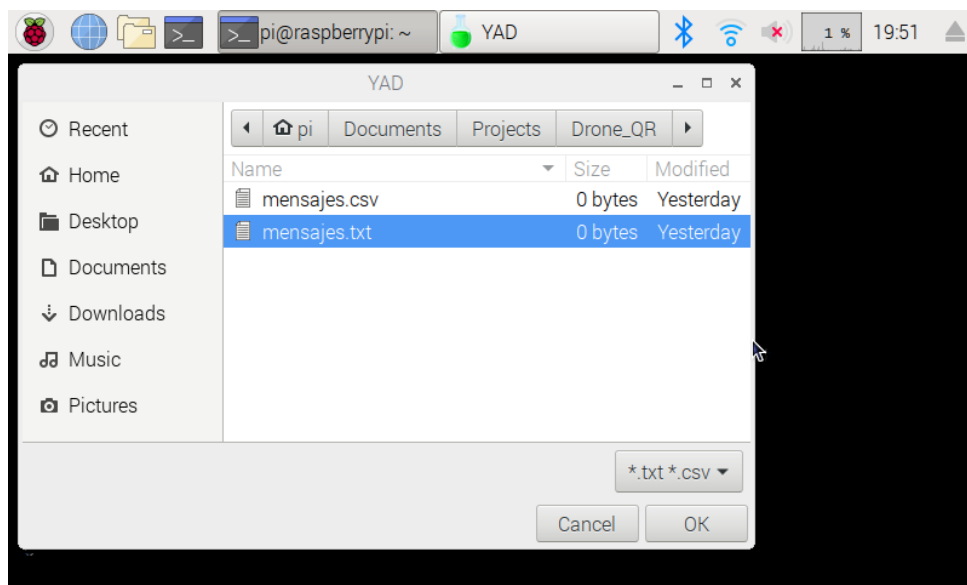 pi@raspberrypi: ~ YAD 1 % 19:51
YAD
Recent
Home
Desktop
Documents
Downloads
Music
Pictures
pi Documents Projects Drone_QR
Name Size Modified
mensajes.csv 0 bytes Yesterday
mensajes.txt 0 bytes Yesterday
*.txt *.csv
Cancel OK